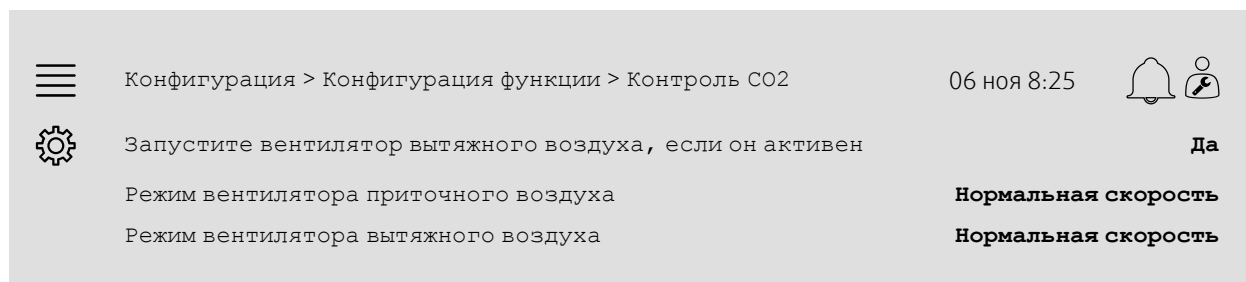 Конфигурация > Конфигурация функции > Контроль CO2 06 ноя 8:25
Запустите вентилятор вытяжного воздуха, если он активен Да
Режим вентилятора приточного воздуха Нормальная скорость
Режим вентилятора вытяжного воздуха Нормальная скорость